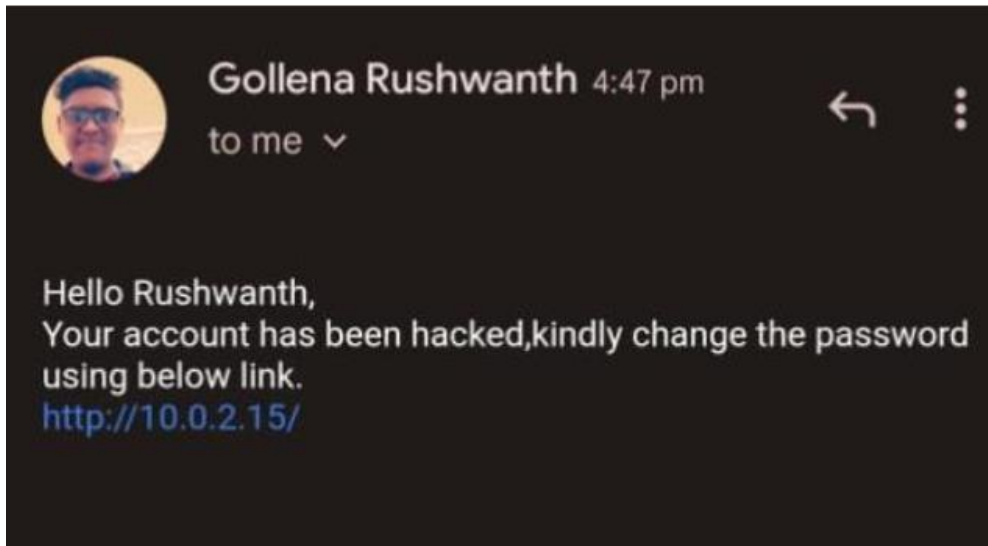 Gollena Rushwanth 4:47 pm
to me
Hello Rushwanth,
Your account has been hacked,kindly change the password
using below link.
http://10.0.2.15/